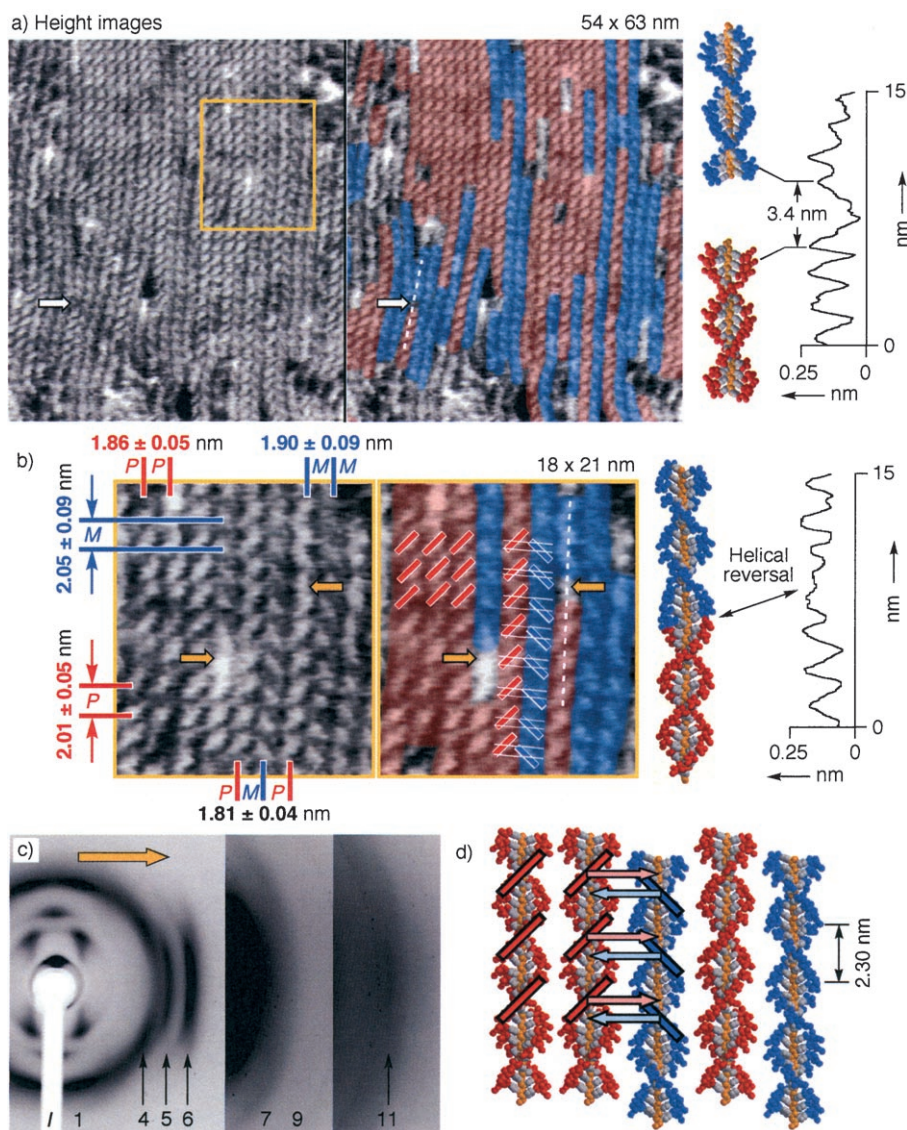 a) Height images
54 x 63 nm
15
3.4 nm
nm
0.25
0
nm
b)
1.86 ± 0.05 nm
P P
1.90 ± 0.09 nm
M M
18 x 21 nm
2.05 ± 0.09 nm
M
2.01 ± 0.05 nm
P
P M P
1.81 ± 0.04 nm
Helical
reversal
15
nm
0.25
0
0
nm
c)
l 1 4 5 6 7 9 11
d)
2.30 nm